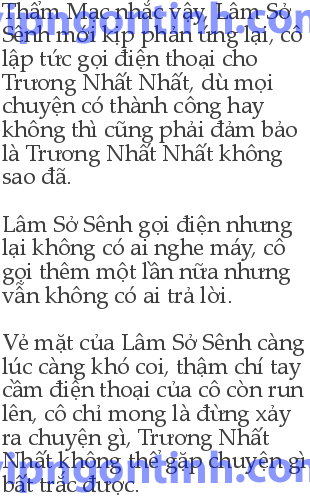 Thẩm Mạc nhắc vậy, Lâm Sở
Sênh mới kịp phản ứng lại, cô
lập tức gọi điện thoại cho
Trương Nhất Nhất, dù mọi
chuyện có thành công hay
không thì cũng phải đảm bảo
là Trương Nhất Nhất không
sao đã.
Lâm Sở Sênh gọi điện nhưng
lại không có ai nghe máy, cô
gọi thêm một lần nữa nhưng
vẫn không có ai trả lời.
Vẻ mặt của Lâm Sở Sênh càng
lúc càng khó coi, thậm chí tay
cầm điện thoại của cô còn run
lên, cô chỉ mong là đừng xảy
ra chuyện gì, Trương Nhất
Nhất không thể gặp chuyện gì
bất trắc được.